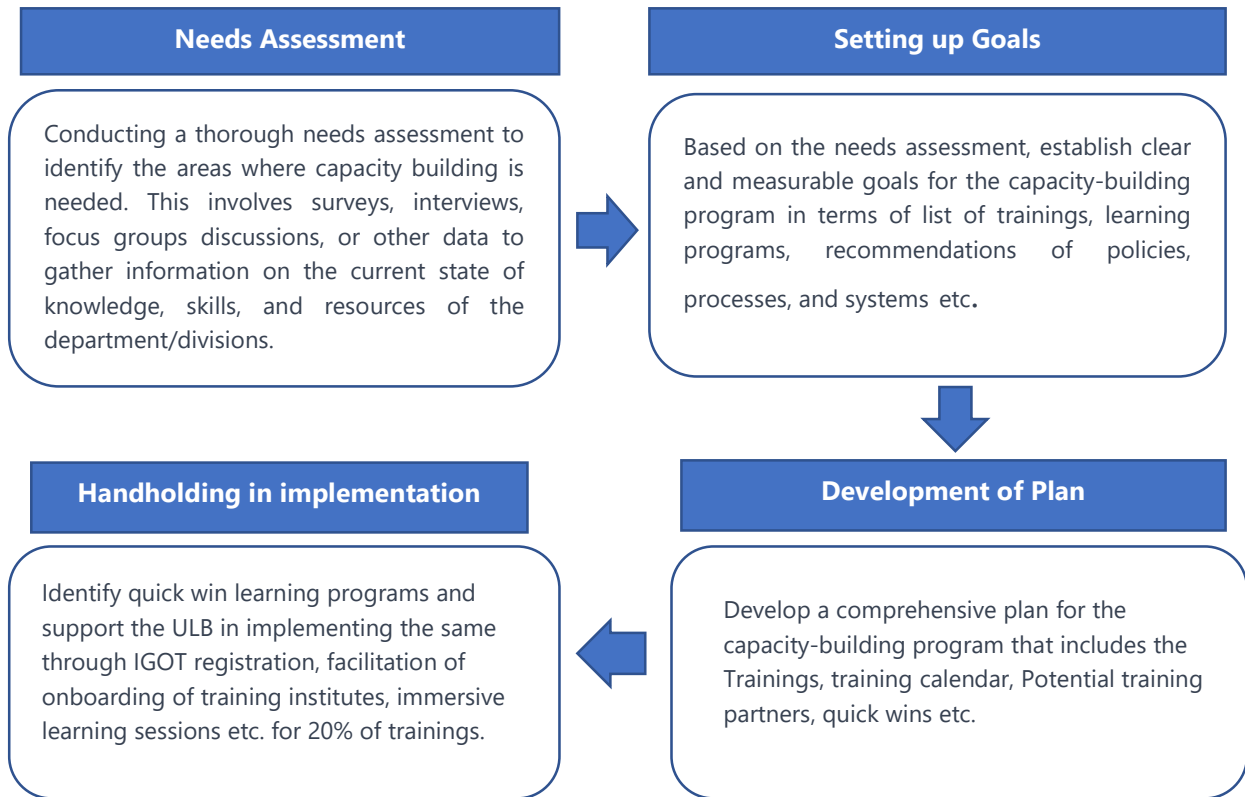 Needs Assessment
Conducting a thorough needs assessment to
identify the areas where capacity building is
needed. This involves surveys, interviews,
focus groups discussions, or other data to
gather information on the current state of
knowledge, skills, and resources of the
department/divisions.
Setting up Goals
Based on the needs assessment, establish clear
and measurable goals for the capacity-building
program in terms of list of trainings, learning
programs, recommendations of policies,
processes, and systems etc.
Development of Plan
Develop a comprehensive plan for the
capacity-building program that includes the
Trainings, training calendar, Potential training
partners, quick wins etc.
Handholding in implementation
Identify quick win learning programs and
support the ULB in implementing the same
through IGOT registration, facilitation of
onboarding of training institutes, immersive
learning sessions etc. for 20% of trainings.